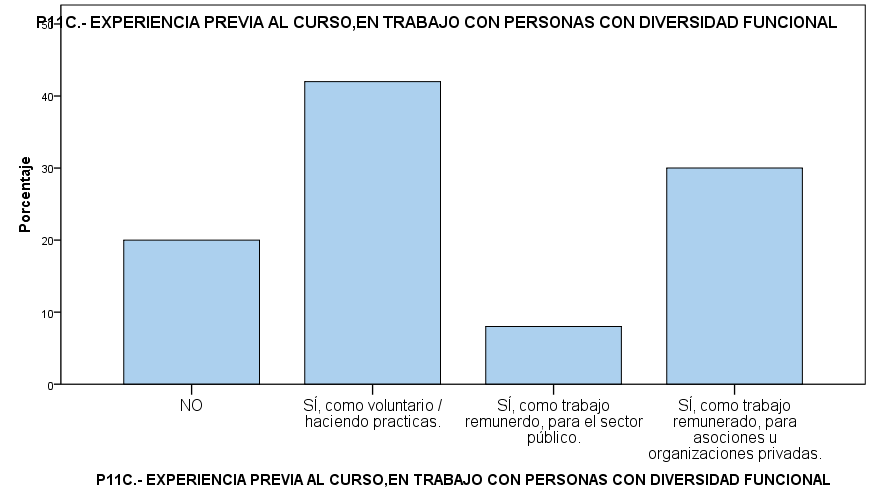 P11C.- EXPERIENCIA PREVIA AL CURSO,EN TRABAJO CON PERSONAS CON DIVERSIDAD FUNCIONAL
50
40
30
20
10
0
Porcentaje
NO
SÍ, como voluntario /
haciendo practicas.
SÍ, como trabajo
remunerdo, para el sector
público.
SÍ, como trabajo
remunerado, para
asociones u
organizaciones privadas.
P11C.- EXPERIENCIA PREVIA AL CURSO,EN TRABAJO CON PERSONAS CON DIVERSIDAD FUNCIONAL